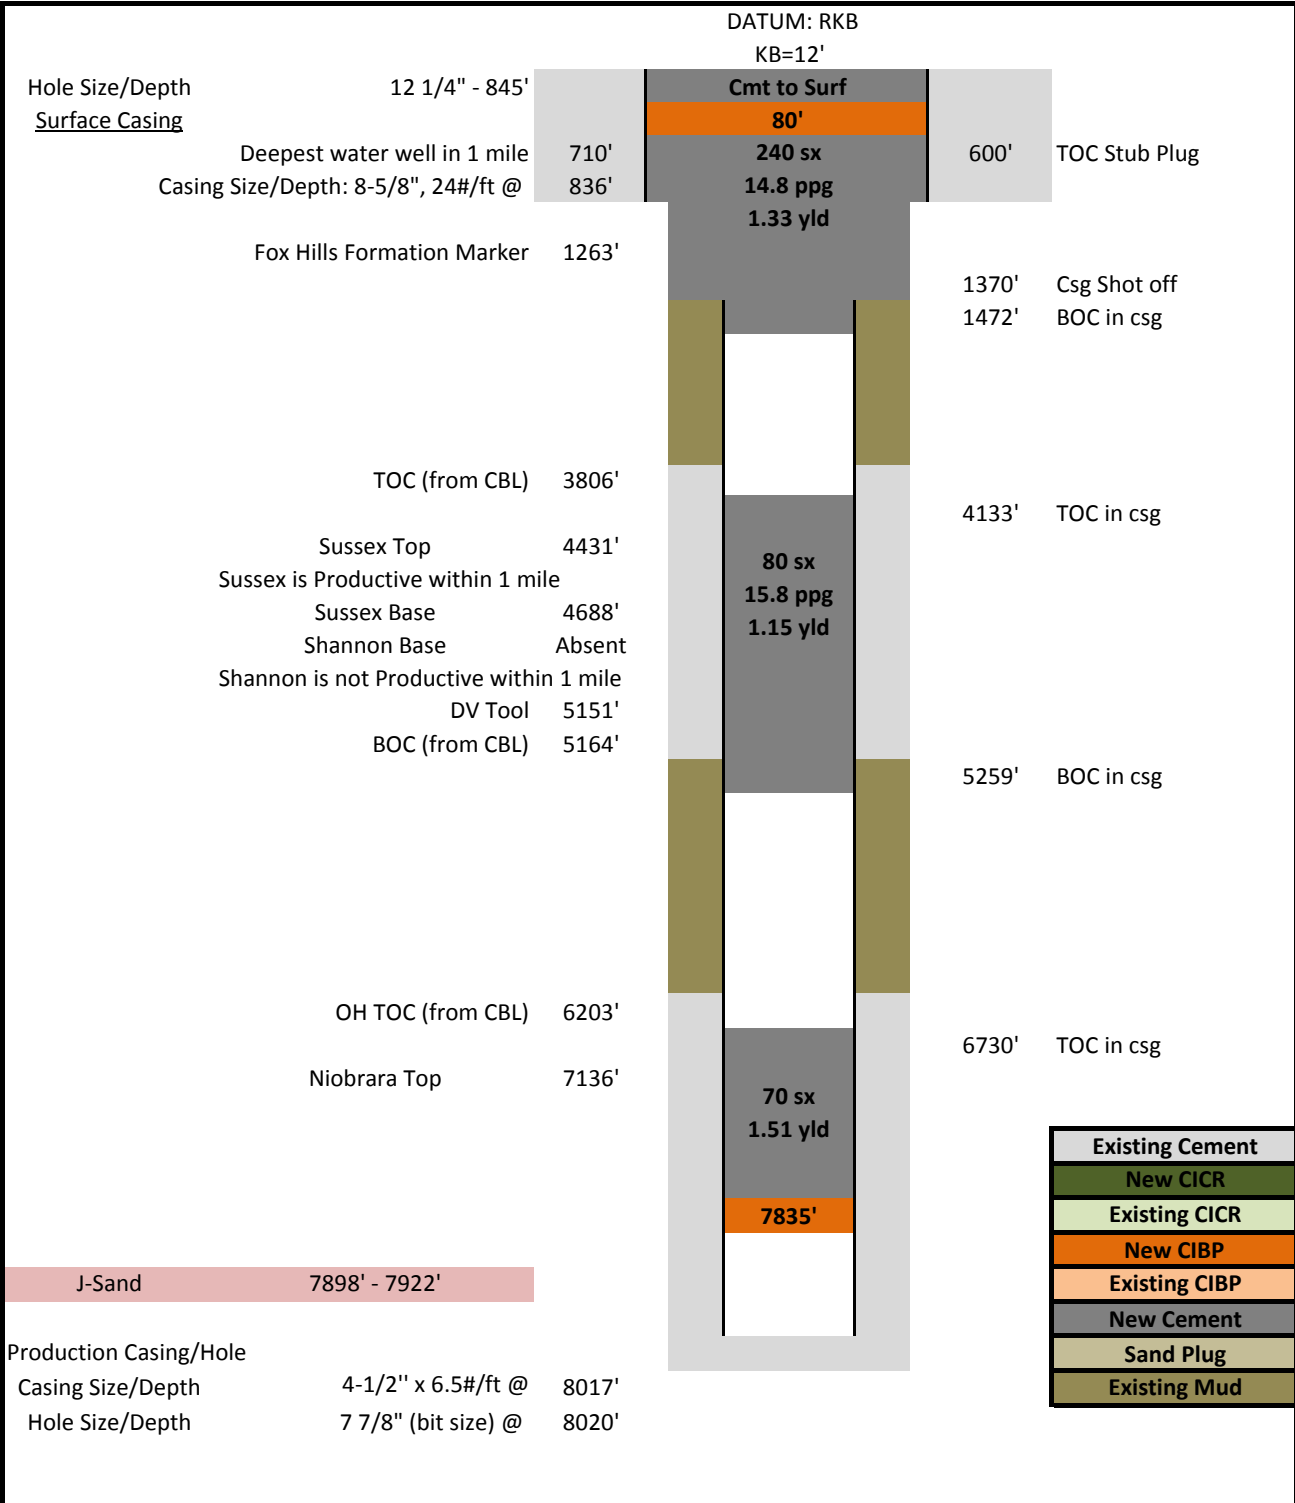 DATUM: RKB
KB=12'
Hole Size/Depth 12 1/4" - 845' Cmt to Surf
Surface Casing 80'
Deepest water well in 1 mile 710' 240 sx 600' TOC Stub Plug
Casing Size/Depth: 8-5/8", 24#/ft @ 836' 14.8 ppg
1.33 yld
Fox Hills Formation Marker 1263'
1370' Csg Shot off
1472' BOC in csg
TOC (from CBL) 3806'
4133' TOC in csg
Sussex Top 4431'
80 sx
Sussex is Productive within 1 mile
15.8 ppg
Sussex Base 4688'
1.15 yld
Shannon Base Absent
Shannon is not Productive within 1 mile
DV Tool 5151'
BOC (from CBL) 5164'
5259' BOC in csg
OH TOC (from CBL) 6203'
6730' TOC in csg
Niobrara Top 7136'
70 sx
1.51 yld
Existing Cement
New CICR
7835' Existing CICR
New CIBP
J-Sand 7898' - 7922' Existing CIBP
New Cement
Production Casing/Hole Sand Plug
Casing Size/Depth 4-1/2'' x 6.5#/ft @ 8017' Existing Mud
Hole Size/Depth 7 7/8" (bit size) @ 8020'